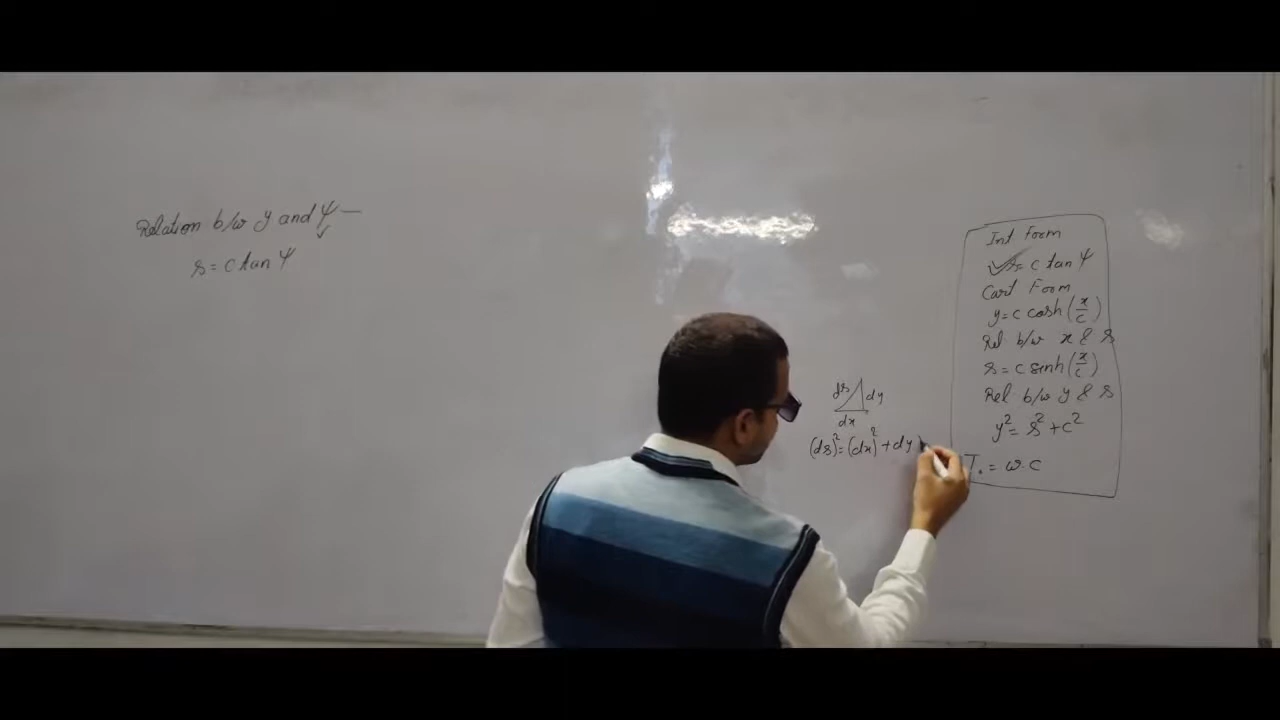 Relation b/w y and ψ —
s = c tan ψ
ds dy
dx
(ds)² = (dx)² + dy
Int Form
s = c tan ψ
Cart Form
y = c cosh (x/c)
Rel b/w x & s
s = c sinh (x/c)
Rel b/w y & s
y² = s² + c²
T₀ = w.c